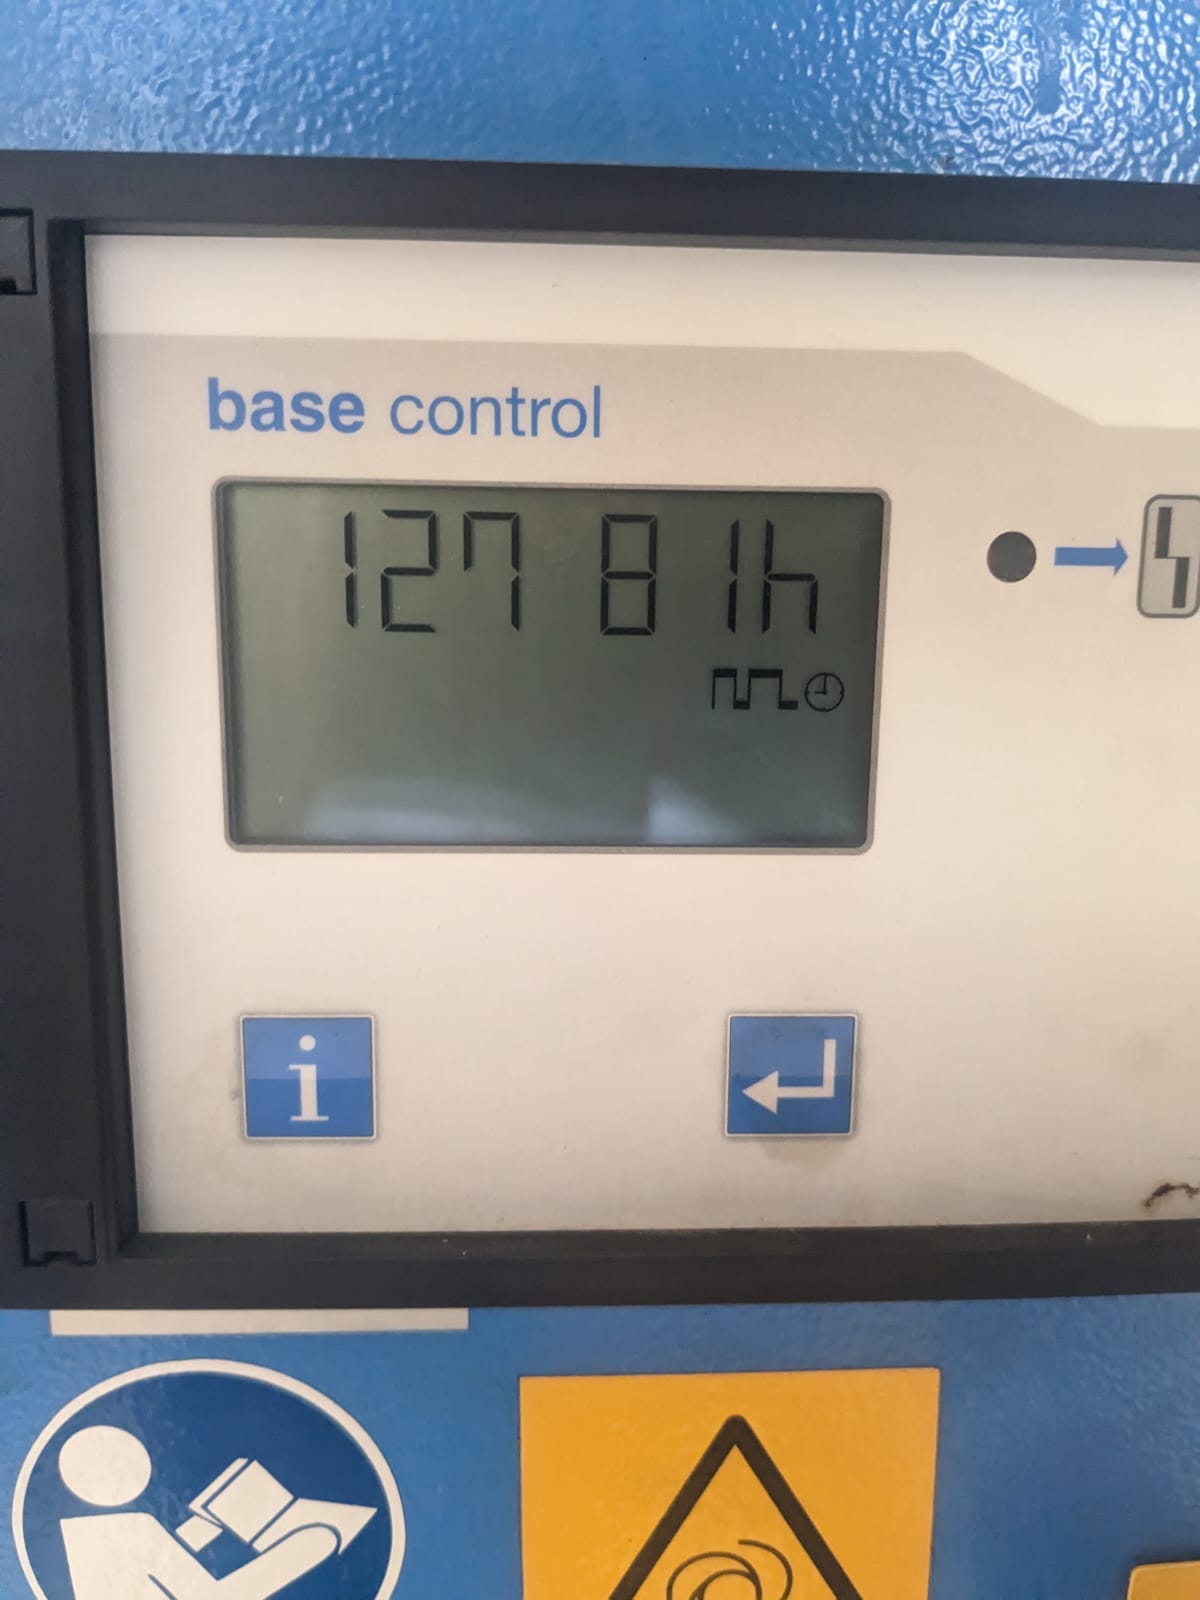 base control
127 81h
i